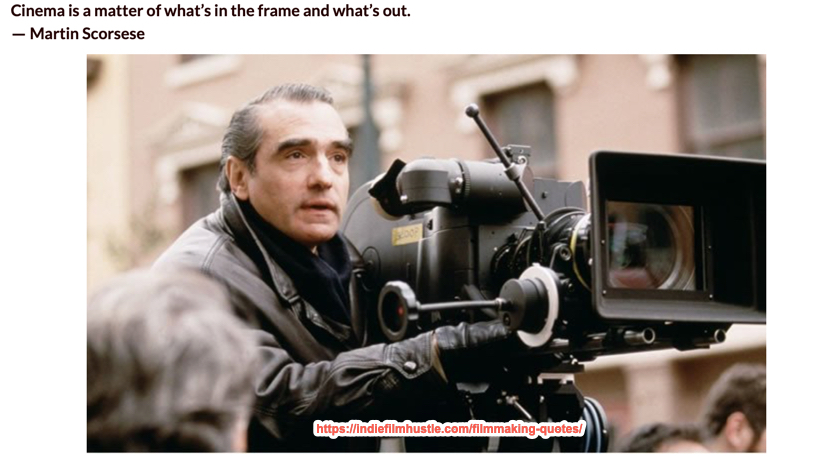 Cinema is a matter of what’s in the frame and what’s out.
— Martin Scorsese
https://indiefilmhustle.com/filmmaking-quotes/